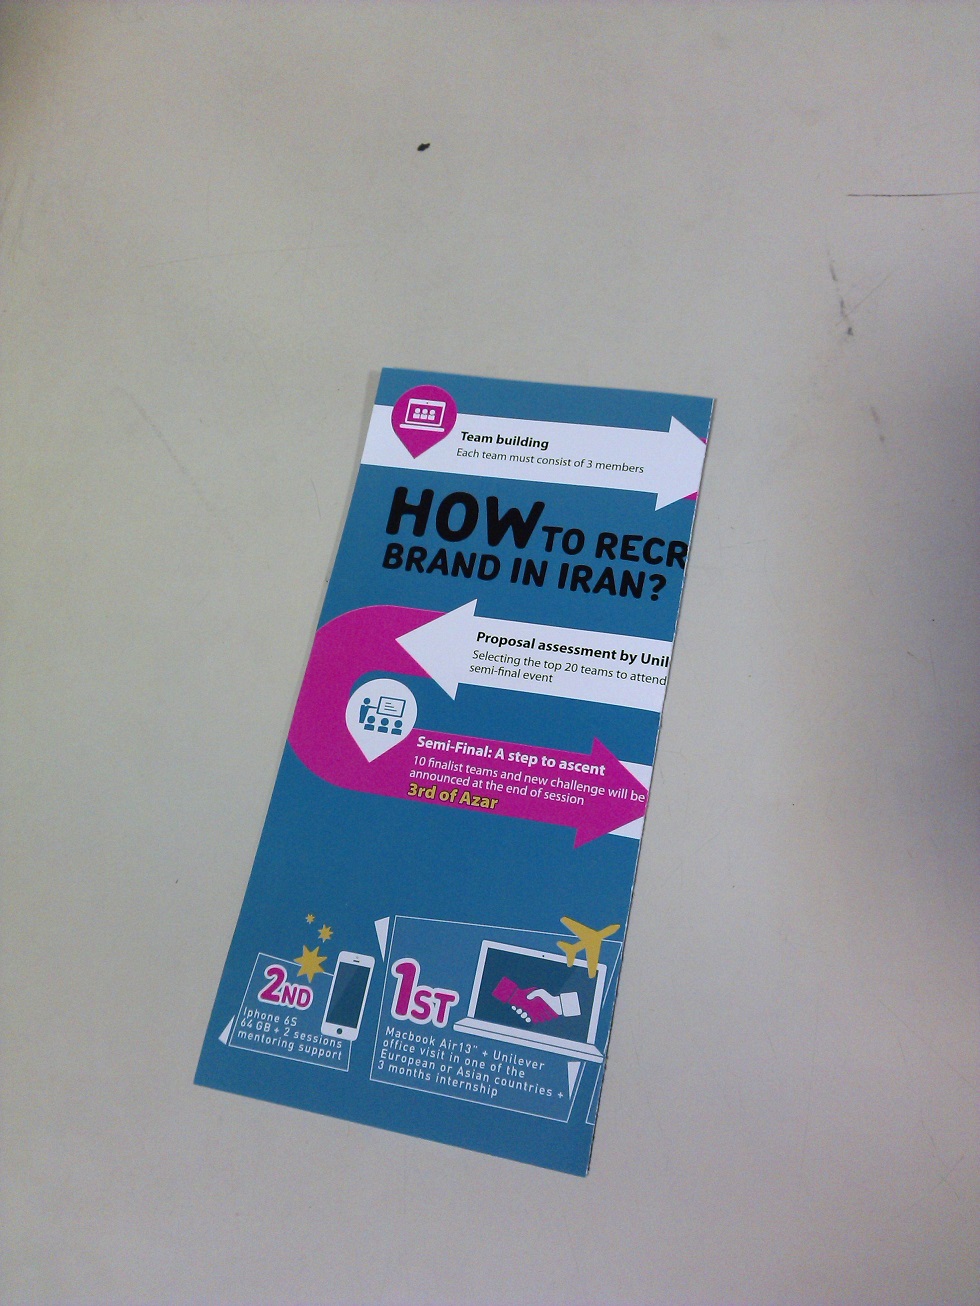 Team building
Each team must consist of 3 members
HOW TO RECR
BRAND IN IRAN?
Proposal assessment by Unil
Selecting the top 20 teams to attend
semi-final event
Semi-Final: A step to ascent
10 finalist teams and new challenge will be
announced at the end of session
3rd of Azar
2ND
Iphone 6S
64 GB + 2 sessions
mentoring support
1ST
Macbook Air13" + Unilever
office visit in one of the
European or Asian countries +
3 months internship